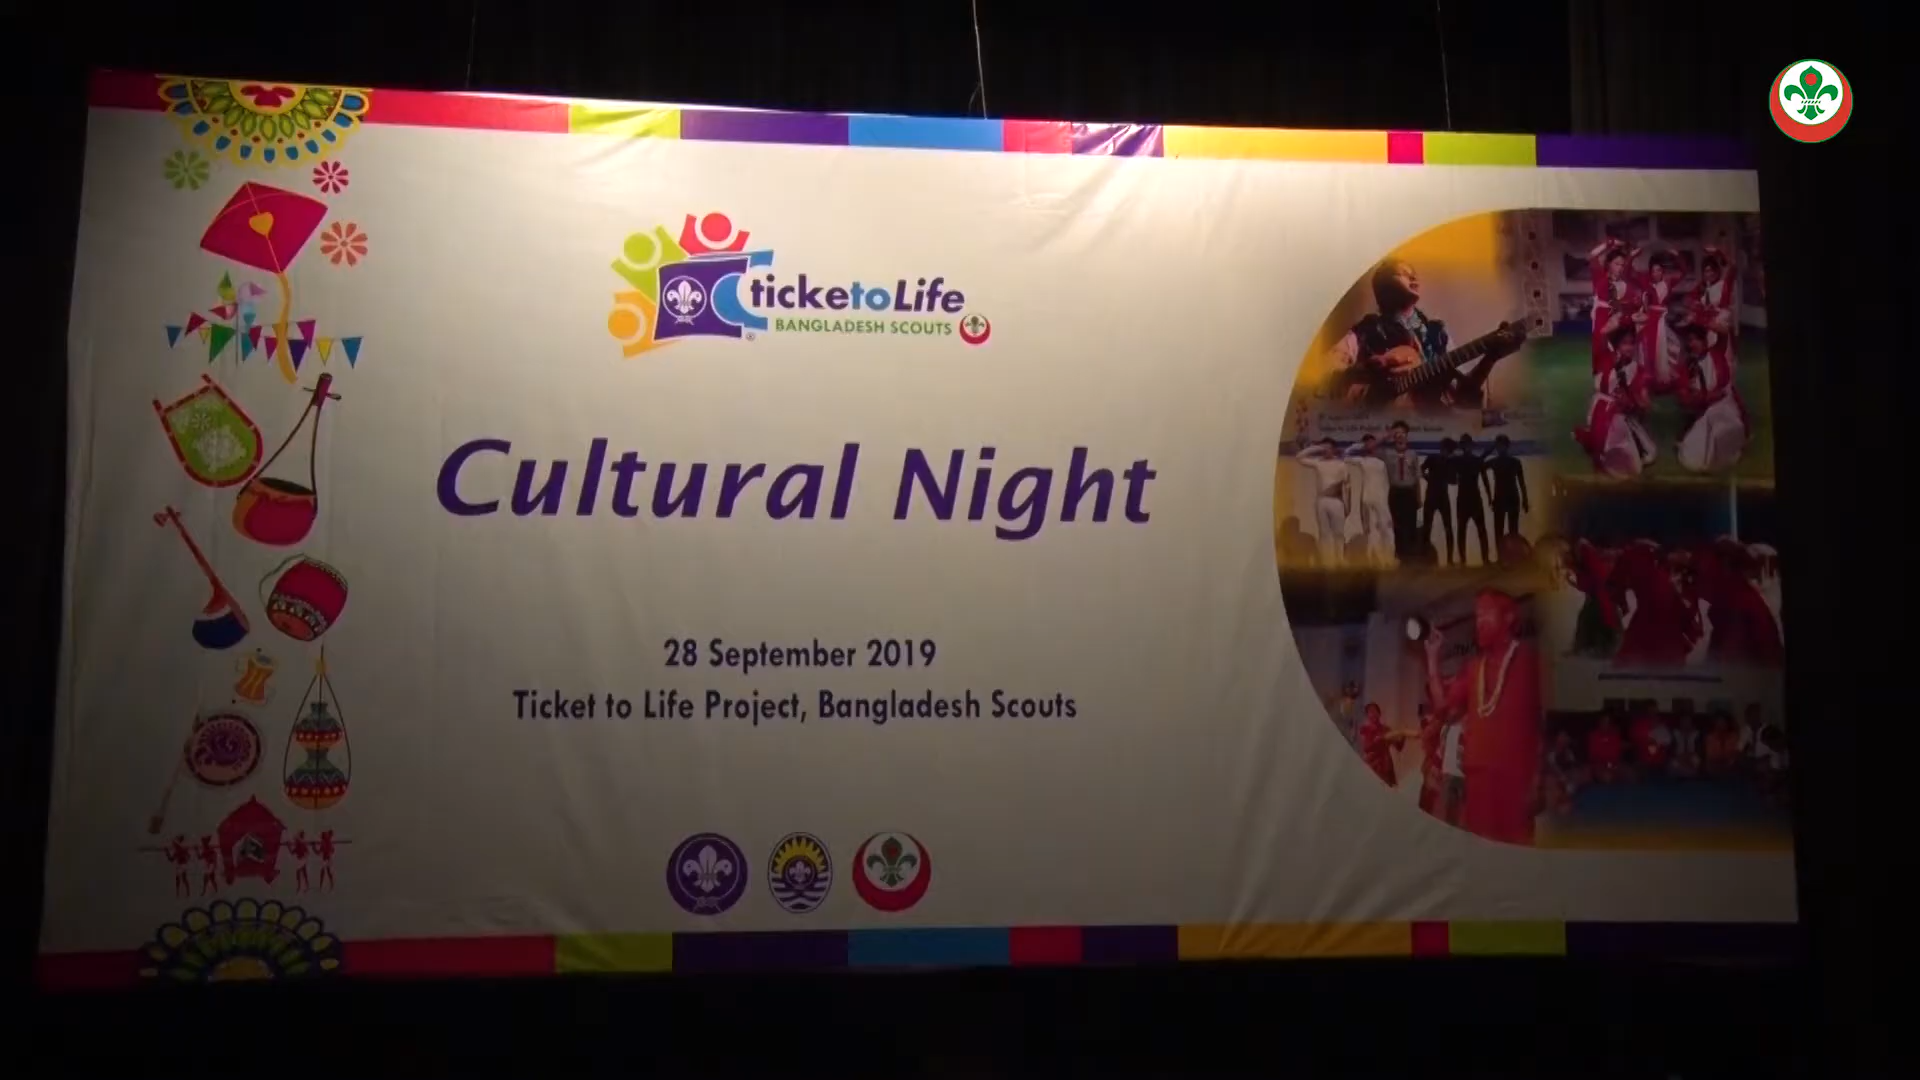 ticketoLife
BANGLADESH SCOUTS
Cultural Night
28 September 2019
Ticket to Life Project, Bangladesh Scouts